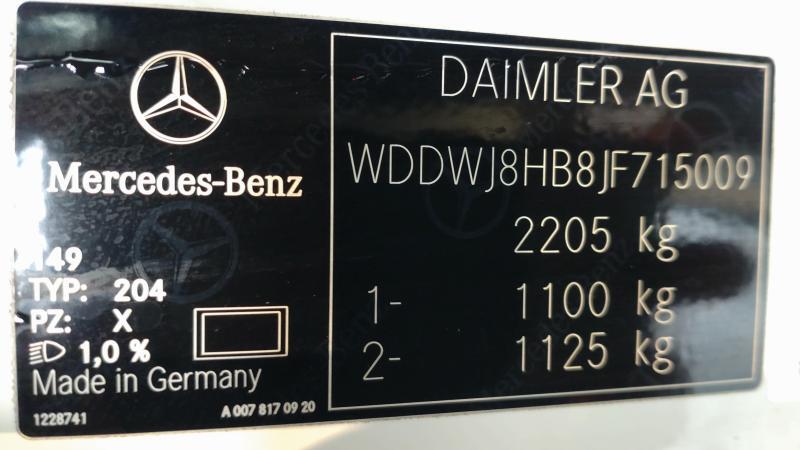 Mercedes-Benz
149
TYP: 204
PZ: X
1,0 %
Made in Germany
1228741
A 007 817 09 20
DAIMLER AG
WDDWJ8HB8JF715009
2205 kg
1- 1100 kg
2- 1125 kg